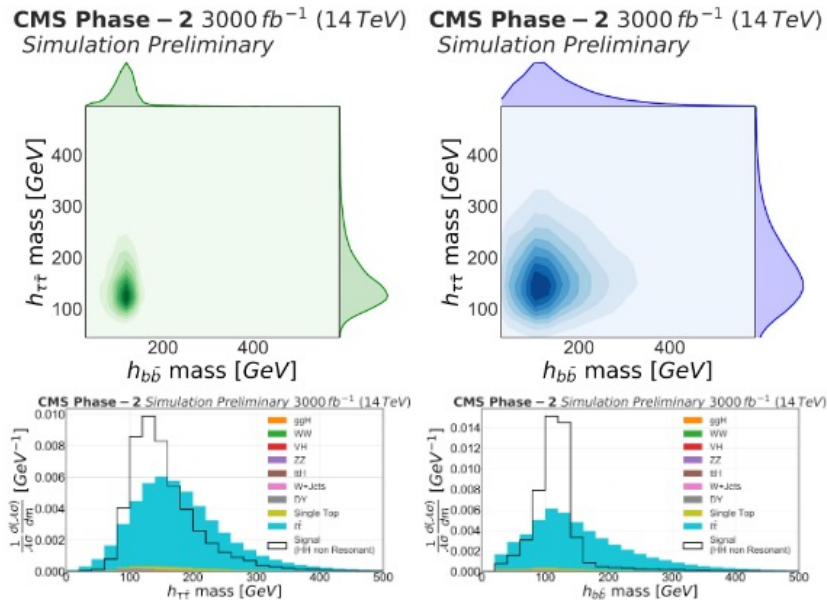 CMS Phase − 2 3000 fb⁻¹ (14 TeV)
Simulation Preliminary
400
300
200
100
h_ττ̄ mass [GeV]
200 400
h_bb̄ mass [GeV]
CMS Phase − 2 3000 fb⁻¹ (14 TeV)
Simulation Preliminary
400
300
200
100
h_ττ̄ mass [GeV]
200 400
h_bb̄ mass [GeV]
CMS Phase − 2 Simulation Preliminary 3000 fb⁻¹ (14 TeV)
0.010
0.008
0.006
0.004
0.002
0.000
[GeV⁻¹]
ggH
WW
VH
ZZ
ttH
W+Jets
DY
Single Top
tt̄
Signal
(HH non Resonant)
0 100 200 300 400 500
h_ττ̄ mass [GeV]
CMS Phase − 2 Simulation Preliminary 3000 fb⁻¹ (14 TeV)
0.014
0.012
0.010
0.008
0.006
0.004
0.002
0.000
[GeV⁻¹]
ggH
WW
VH
ZZ
ttH
W+Jets
DY
Single Top
tt̄
Signal
(HH non Resonant)
0 100 200 300 400 500
h_bb̄ mass [GeV]